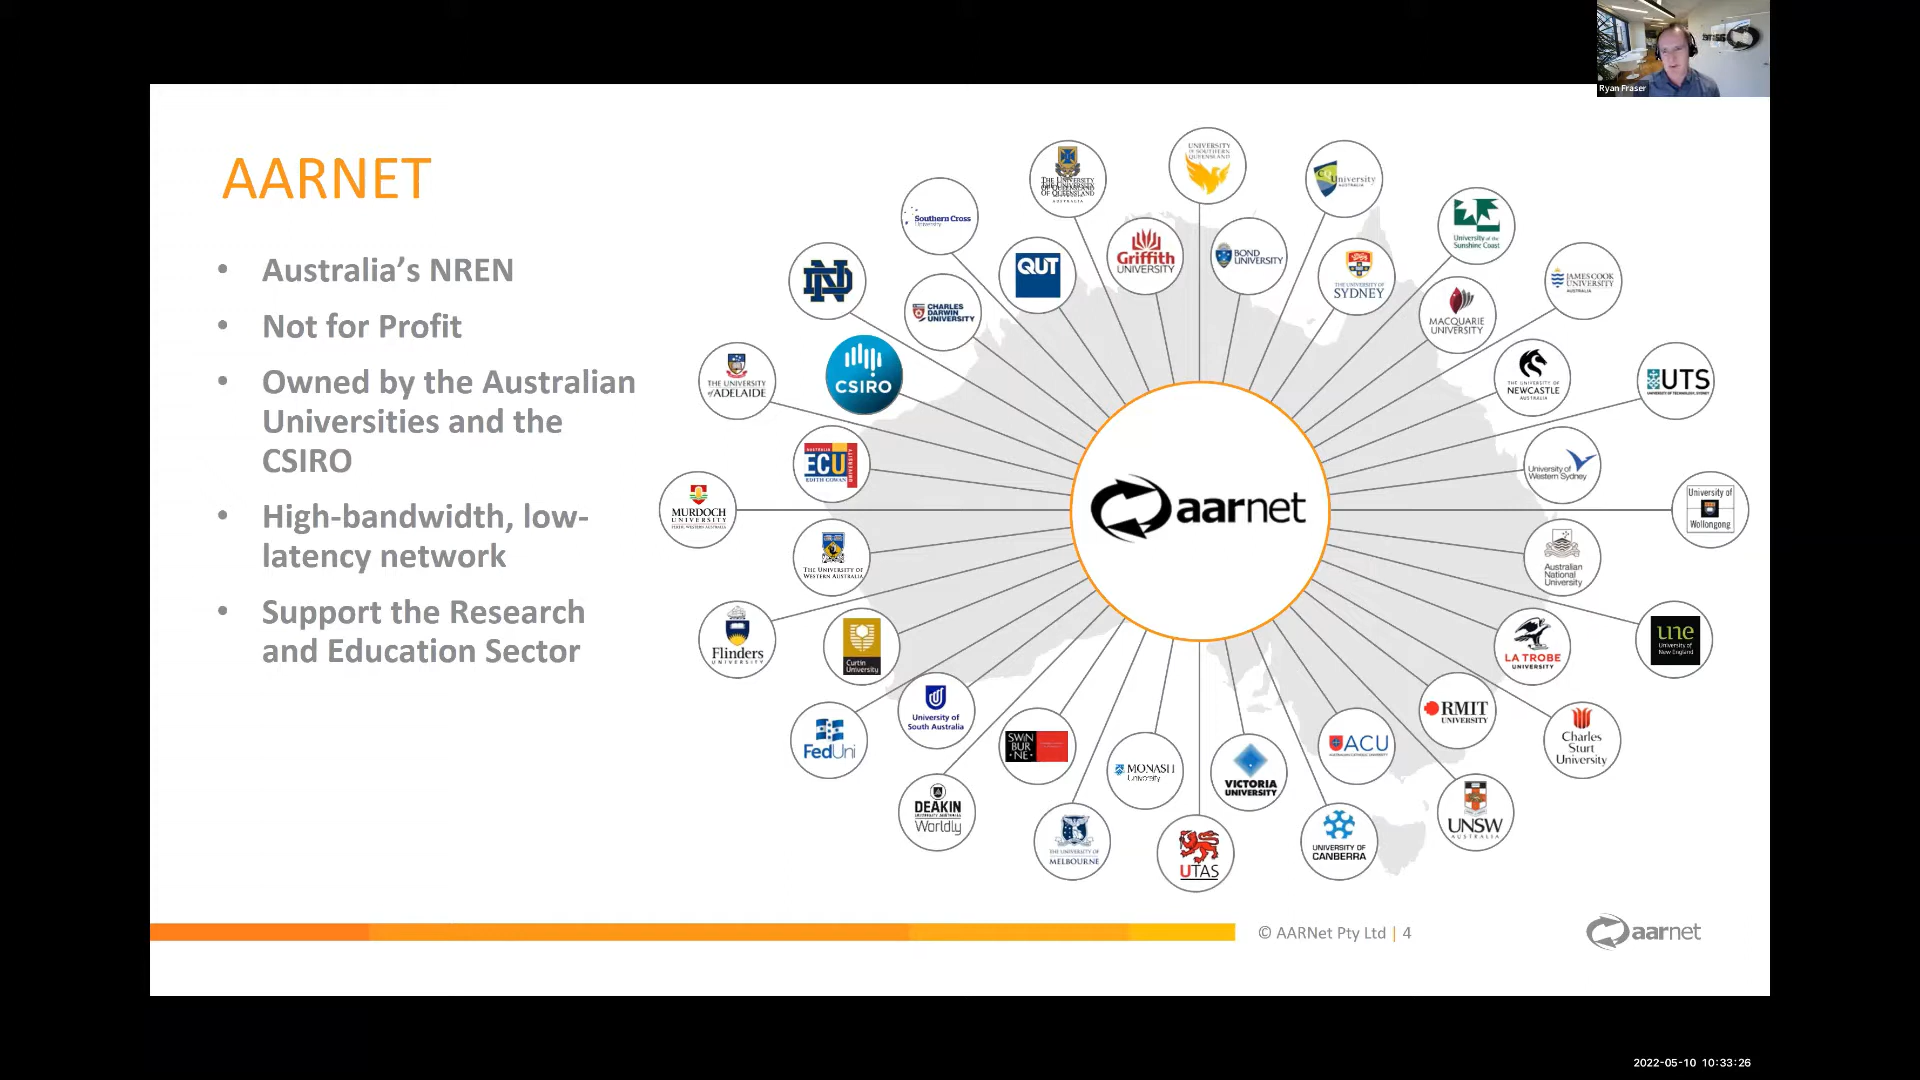 Ryan Fraser
AARNET
• Australia’s NREN
• Not for Profit
• Owned by the Australian
Universities and the
CSIRO
• High-bandwidth, low-
latency network
• Support the Research
and Education Sector
THE UNIVERSITY
OF QUEENSLAND
AUSTRALIA
UNIVERSITY
OF SOUTHERN
QUEENSLAND
CQUniversity
AUSTRALIA
Southern Cross
University
University of the
Sunshine Coast
ND
CHARLES
DARWIN
UNIVERSITY
QUT
Griffith
UNIVERSITY
BOND
UNIVERSITY
THE UNIVERSITY OF
SYDNEY
MACQUARIE
UNIVERSITY
JAMES COOK
UNIVERSITY
AUSTRALIA
THE UNIVERSITY
of ADELAIDE
CSIRO
THE UNIVERSITY OF
NEWCASTLE
AUSTRALIA
UTS
UNIVERSITY OF TECHNOLOGY, SYDNEY
AUSTRALIA
ECU
EDITH COWAN
UNIVERSITY
University of
Western Sydney
MURDOCH
UNIVERSITY
PERTH, WESTERN AUSTRALIA
aarnet
University of
Wollongong
THE UNIVERSITY OF
WESTERN AUSTRALIA
Australian
National
University
Flinders
UNIVERSITY
Curtin
University
LA TROBE
UNIVERSITY
une
University of
New England
FedUni
University of
South Australia
SWIN
BUR
• NE •
MONASH
University
VICTORIA
UNIVERSITY
ACU
AUSTRALIAN CATHOLIC UNIVERSITY
RMIT
UNIVERSITY
Charles
Sturt
University
DEAKIN
UNIVERSITY AUSTRALIA
Worldly
THE UNIVERSITY OF
MELBOURNE
UTAS
UNIVERSITY OF
CANBERRA
UNSW
AUSTRALIA
© AARNet Pty Ltd | 4
aarnet
2022-05-10 10:33:26